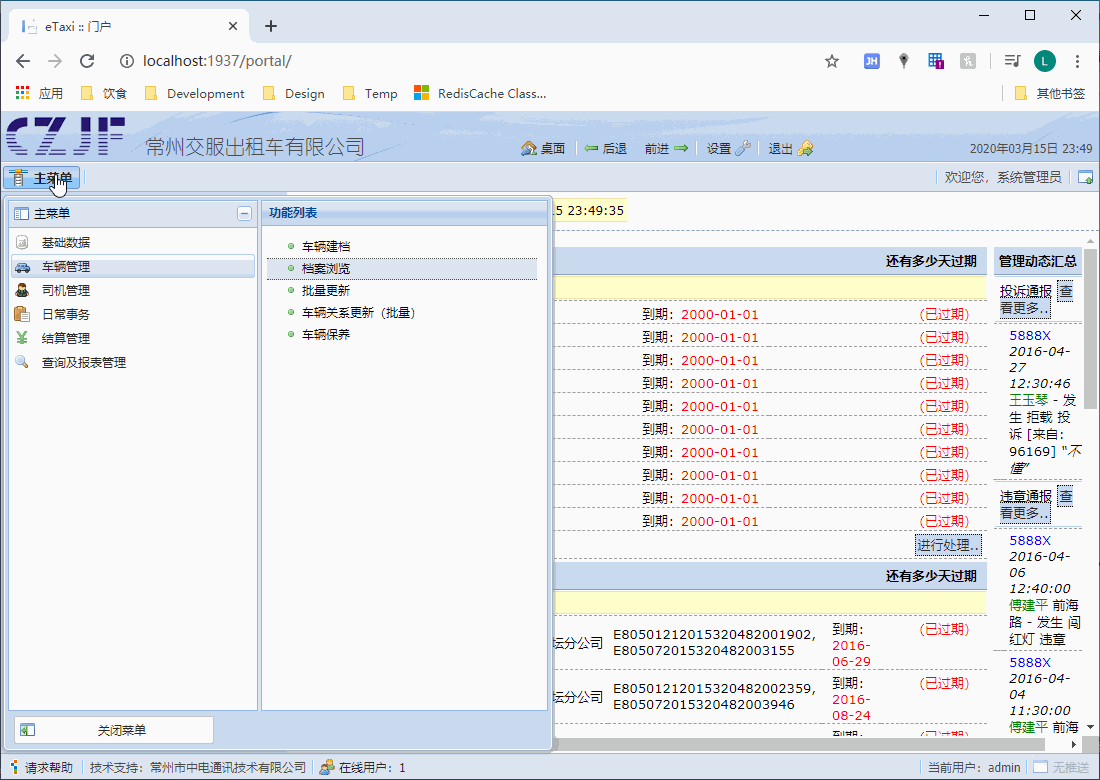 eTaxi :: 门户
localhost:1937/portal/
JH
1
L
应用
饮食
Development
Design
Temp
RedisCache Class...
其他书签
CZJF
常州交服出租车有限公司
桌面
后退
前进
设置
退出
2020年03月15日 23:49
主菜单
欢迎您，系统管理员
主菜单
基础数据
车辆管理
司机管理
日常事务
结算管理
查询及报表管理
关闭菜单
功能列表
车辆建档
档案浏览
批量更新
车辆关系更新（批量）
车辆保养
5 23:49:35
还有多少天过期
到期： 2000-01-01 (已过期)
到期： 2000-01-01 (已过期)
到期： 2000-01-01 (已过期)
到期： 2000-01-01 (已过期)
到期： 2000-01-01 (已过期)
到期： 2000-01-01 (已过期)
到期： 2000-01-01 (已过期)
到期： 2000-01-01 (已过期)
到期： 2000-01-01 (已过期)
到期： 2000-01-01 (已过期)
进行处理..
还有多少天过期
坛分公司
E80501212015320482001902,
E8050720153204820​03155
到期：
2016-
06-29
(已过期)
坛分公司
E80501212015320482002359,
E805072015320482003946
到期：
2016-
08-24
(已过期)
管理动态汇总
投诉通报 查
看更多..
5888X
2016-04-
27
12:30:46
王玉琴 - 发
生 拒载 投
诉 [来自:
96169] "不
懂"
违章通报 查
看更多..
5888X
2016-04-
06
12:40:00
傅建平 前海
路 - 发生 闯
红灯 违章
5888X
2016-04-
04
11:30:00
傅建平 前海
请求帮助
技术支持： 常州市中电通讯技术有限公司
在线用户： 1
当前用户： admin
无推送